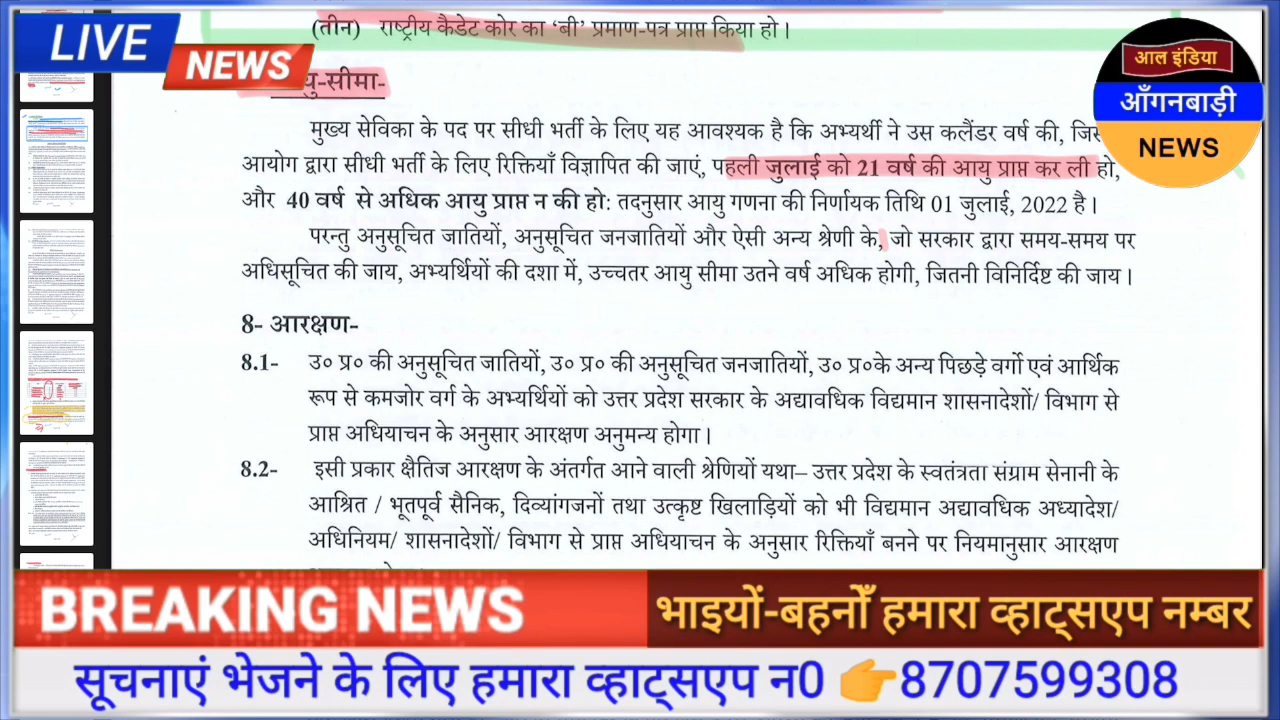 (तीन) राष्ट्रीय कैडेट कोर का 'बी' प्रमाण-पत्र प्राप्त किया हो।
LIVE
NEWS
यु-सीमा-
आल इंडिया
आँगनबाड़ी
NEWS
मुख्य सेविका के पद पर सीधी भर्ती के लिए यह आवश्यक है कि अभ्यर्थी ने उस कलेंडर वर्ष की,
आयोग द्वारा सीधी भर्ती के लिए रिक्तियां विज्ञापित की जाएं, जुलाई को 21 वर्ष की आयु प्राप्त कर ली हो,
और 40 वर्ष से अधिक आयु प्राप्त न की हो: तदनुसार आयु गणना की निर्णायक तिथि 01 जुलाई, 2022 है।
परन्तु अनुसूचित जातियों, अनुसूचित जनजातियों और ऐसी अन्य श्रेणी के, जो सरकार द्वारा समय-समय पर
अधिसूचित की जाय, अभ्यर्थियों की दशा में, उच्चतर आयु सीमा उतने वर्ष अधिक होगी, जितनी विनिर्दिष्ट की जाय।
8- आरक्षण-
8.1- उ०प्र० की अनुसूचित जातियों, उ० प्र० की अनुसूचित जनजातियों, उ० प्र०के अन्य पिछड़े वर्गो एवं आर्थिक
रूप से कमजोर वर्ग के अभ्यर्थियों को उत्तर प्रदेश सरकार के अद्यावधिक विद्यमान शासनादेशों/ विभाग से
प्राप्त अधियाचन के अनुसार आरक्षण अनुमन्य होगा।
8.2- इसी प्रकार क्षैतिज आरक्षण के अंतर्गत आने वाली श्रेणियों यथा – उत्तर प्रदेश के स्वतंत्रता संग्राम सेनानी के
आश्रित / भूतपूर्व सैनिक, दिव्यांगजनों तथा उत्कृष्ट खिलाड़ियों को भी विद्यमान अद्यावधिक अध्यादेश/
अधिनियम/ शासनादेशों/ विभाग से प्राप्त अधियाचन के अनुसार रिक्तियाँ बनने पर नियमानुसार आरक्षण
BREAKING NEWS
भाइयों-बहनोँ हमारा व्हाट्सएप नम्बर
सूचनाएं भेजने के लिए हमारा व्हाट्सएप न0 👉8707599308